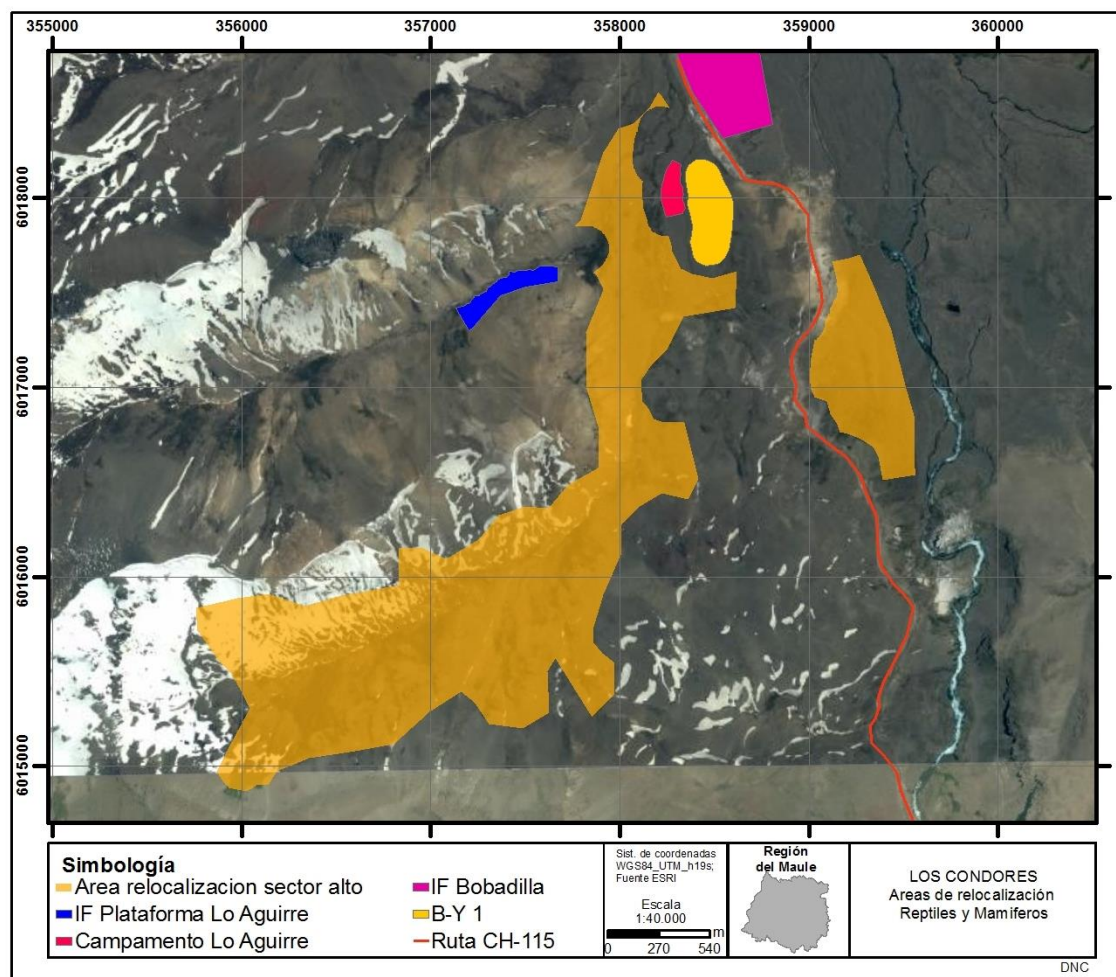 355000 356000 357000 358000 359000 360000
6018000
6017000
6016000
6015000
Simbología
Area relocalizacion sector alto
IF Plataforma Lo Aguirre
Campamento Lo Aguirre
IF Bobadilla
B-Y 1
Ruta CH-115
Sist. de coordenadas
WGS84_UTM_h19s;
Fuente ESRI
Escala
1:40.000
m
0 270 540
Región
del Maule
LOS CONDORES
Areas de relocalización
Reptiles y Mamiferos
DNC